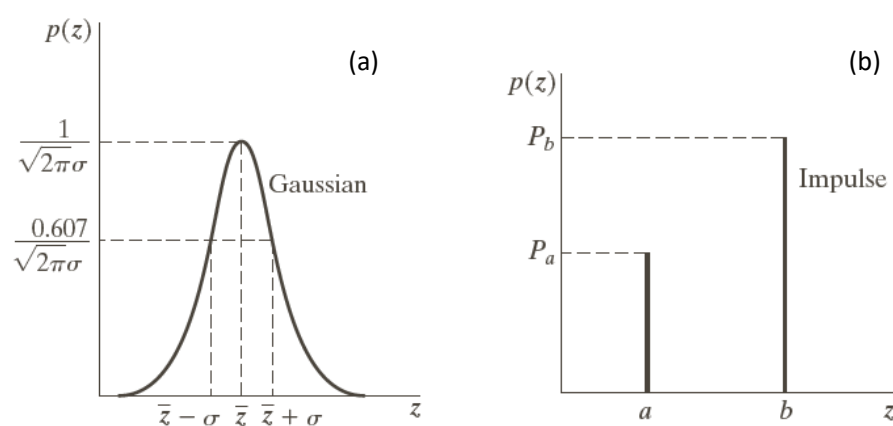 p(z)
(a)
1
√2πσ
Gaussian
0.607
√2πσ
z̄ − σ z̄ z̄ + σ z
(b)
p(z)
P_b
Impulse
P_a
a b z